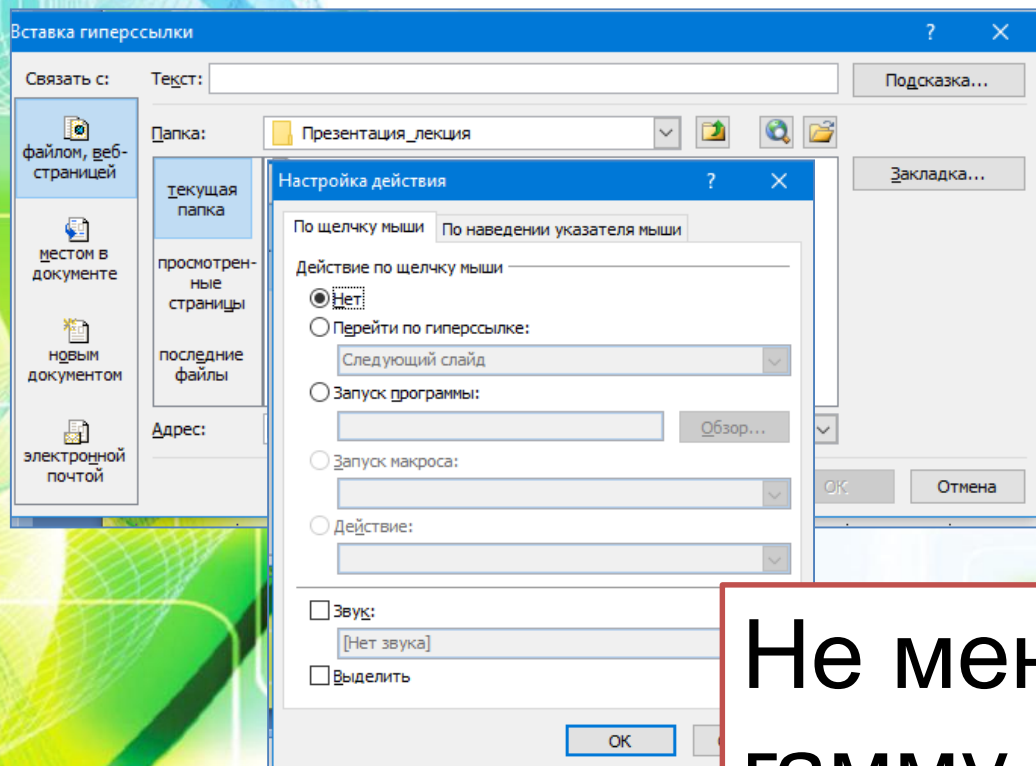 Вставка гиперссылки
?
Связать с:
Текст:
Подсказка...
файлом, веб-
страницей
местом в
документе
новым
документом
электронной
почтой
Папка:
Презентация_лекция
Закладка...
текущая
папка
просмотрен-
ные
страницы
последние
файлы
Адрес:
ОК
Отмена
Настройка действия
?
По щелчку мыши
По наведении указателя мыши
Действие по щелчку мыши
Нет
Перейти по гиперссылке:
Следующий слайд
Запуск программы:
Обзор...
Запуск макроса:
Действие:
Звук:
[Нет звука]
Выделить
ОК
Не мен
гамму